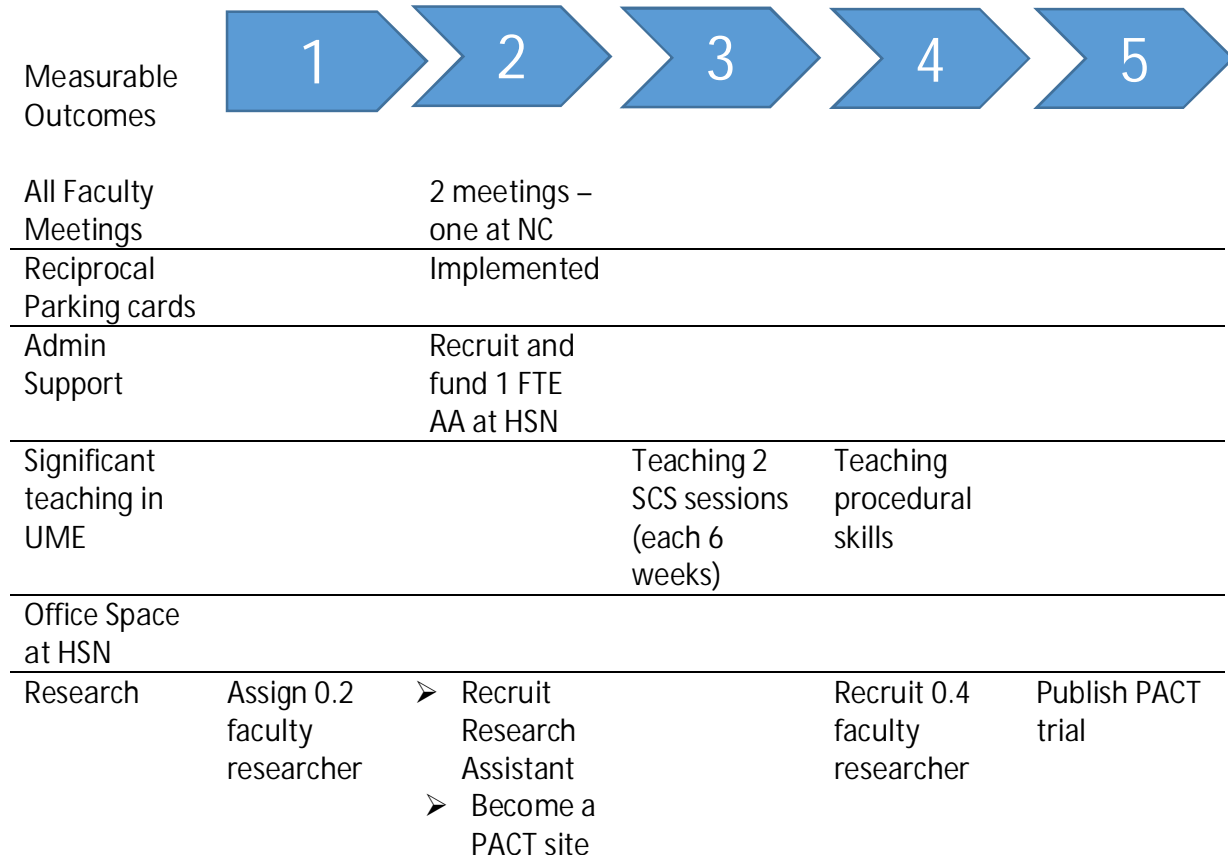 1 2 3 4 5
Measurable
Outcomes
All Faculty 2 meetings –
Meetings one at NC
Reciprocal Implemented
Parking cards
Admin Recruit and
Support fund 1 FTE
AA at HSN
Significant Teaching 2 Teaching
teaching in SCS sessions procedural
UME (each 6 skills
weeks)
Office Space
at HSN
Research Assign 0.2 ➢ Recruit Recruit 0.4 Publish PACT
faculty Research faculty trial
researcher Assistant researcher
➢ Become a
PACT site